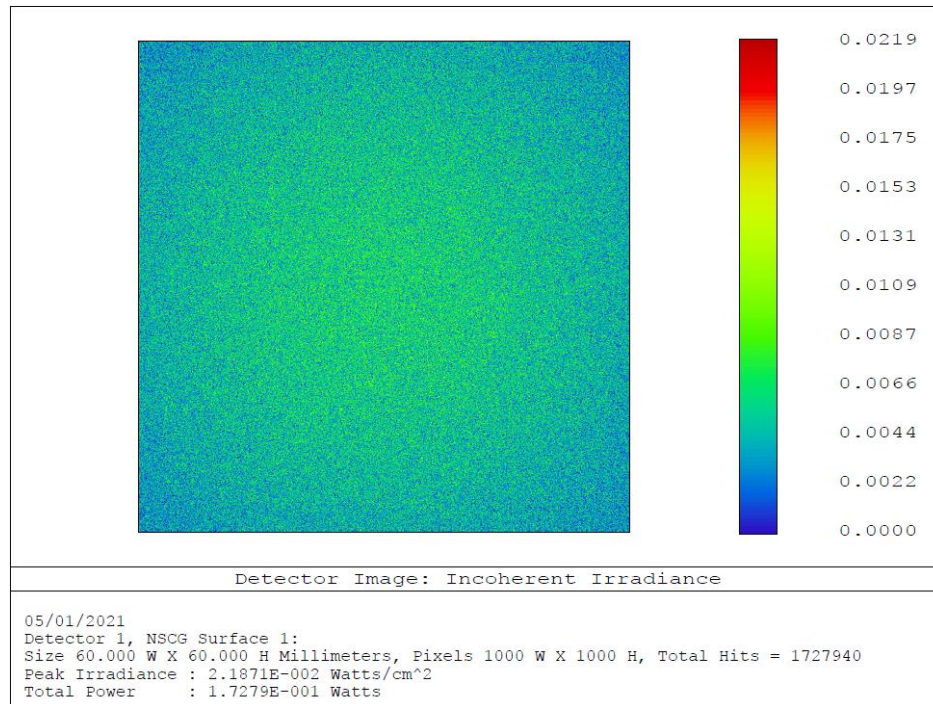 0.0219
0.0197
0.0175
0.0153
0.0131
0.0109
0.0087
0.0066
0.0044
0.0022
0.0000
Detector Image: Incoherent Irradiance
05/01/2021
Detector 1, NSCG Surface 1:
Size 60.000 W X 60.000 H Millimeters, Pixels 1000 W X 1000 H, Total Hits = 1727940
Peak Irradiance : 2.1871E-002 Watts/cm^2
Total Power     : 1.7279E-001 Watts